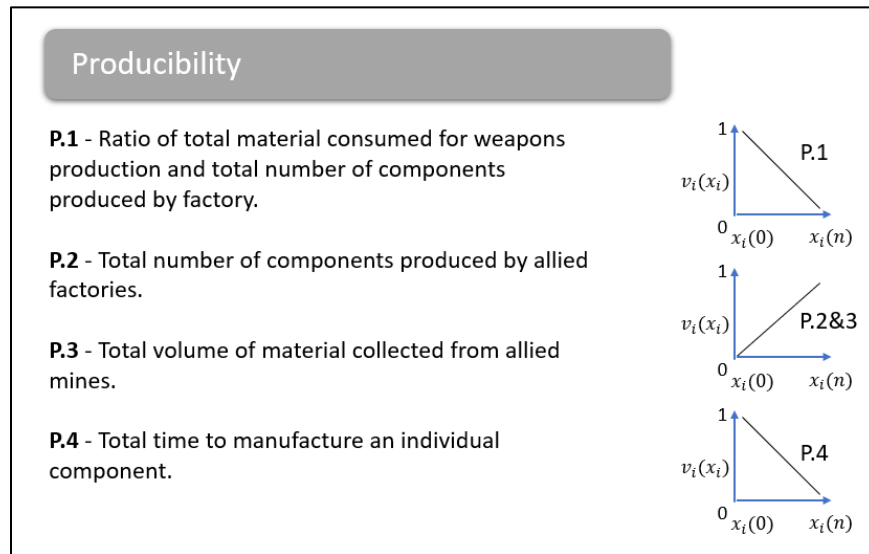 Producibility
P.1 - Ratio of total material consumed for weapons
production and total number of components
produced by factory.
P.2 - Total number of components produced by allied
factories.
P.3 - Total volume of material collected from allied
mines.
P.4 - Total time to manufacture an individual
component.
1
P.1
𝑣ᵢ(𝑥ᵢ)
0
𝑥ᵢ(0) 𝑥ᵢ(𝑛)
1
𝑣ᵢ(𝑥ᵢ) P.2&3
0
𝑥ᵢ(0) 𝑥ᵢ(𝑛)
1
P.4
𝑣ᵢ(𝑥ᵢ)
0
𝑥ᵢ(0) 𝑥ᵢ(𝑛)